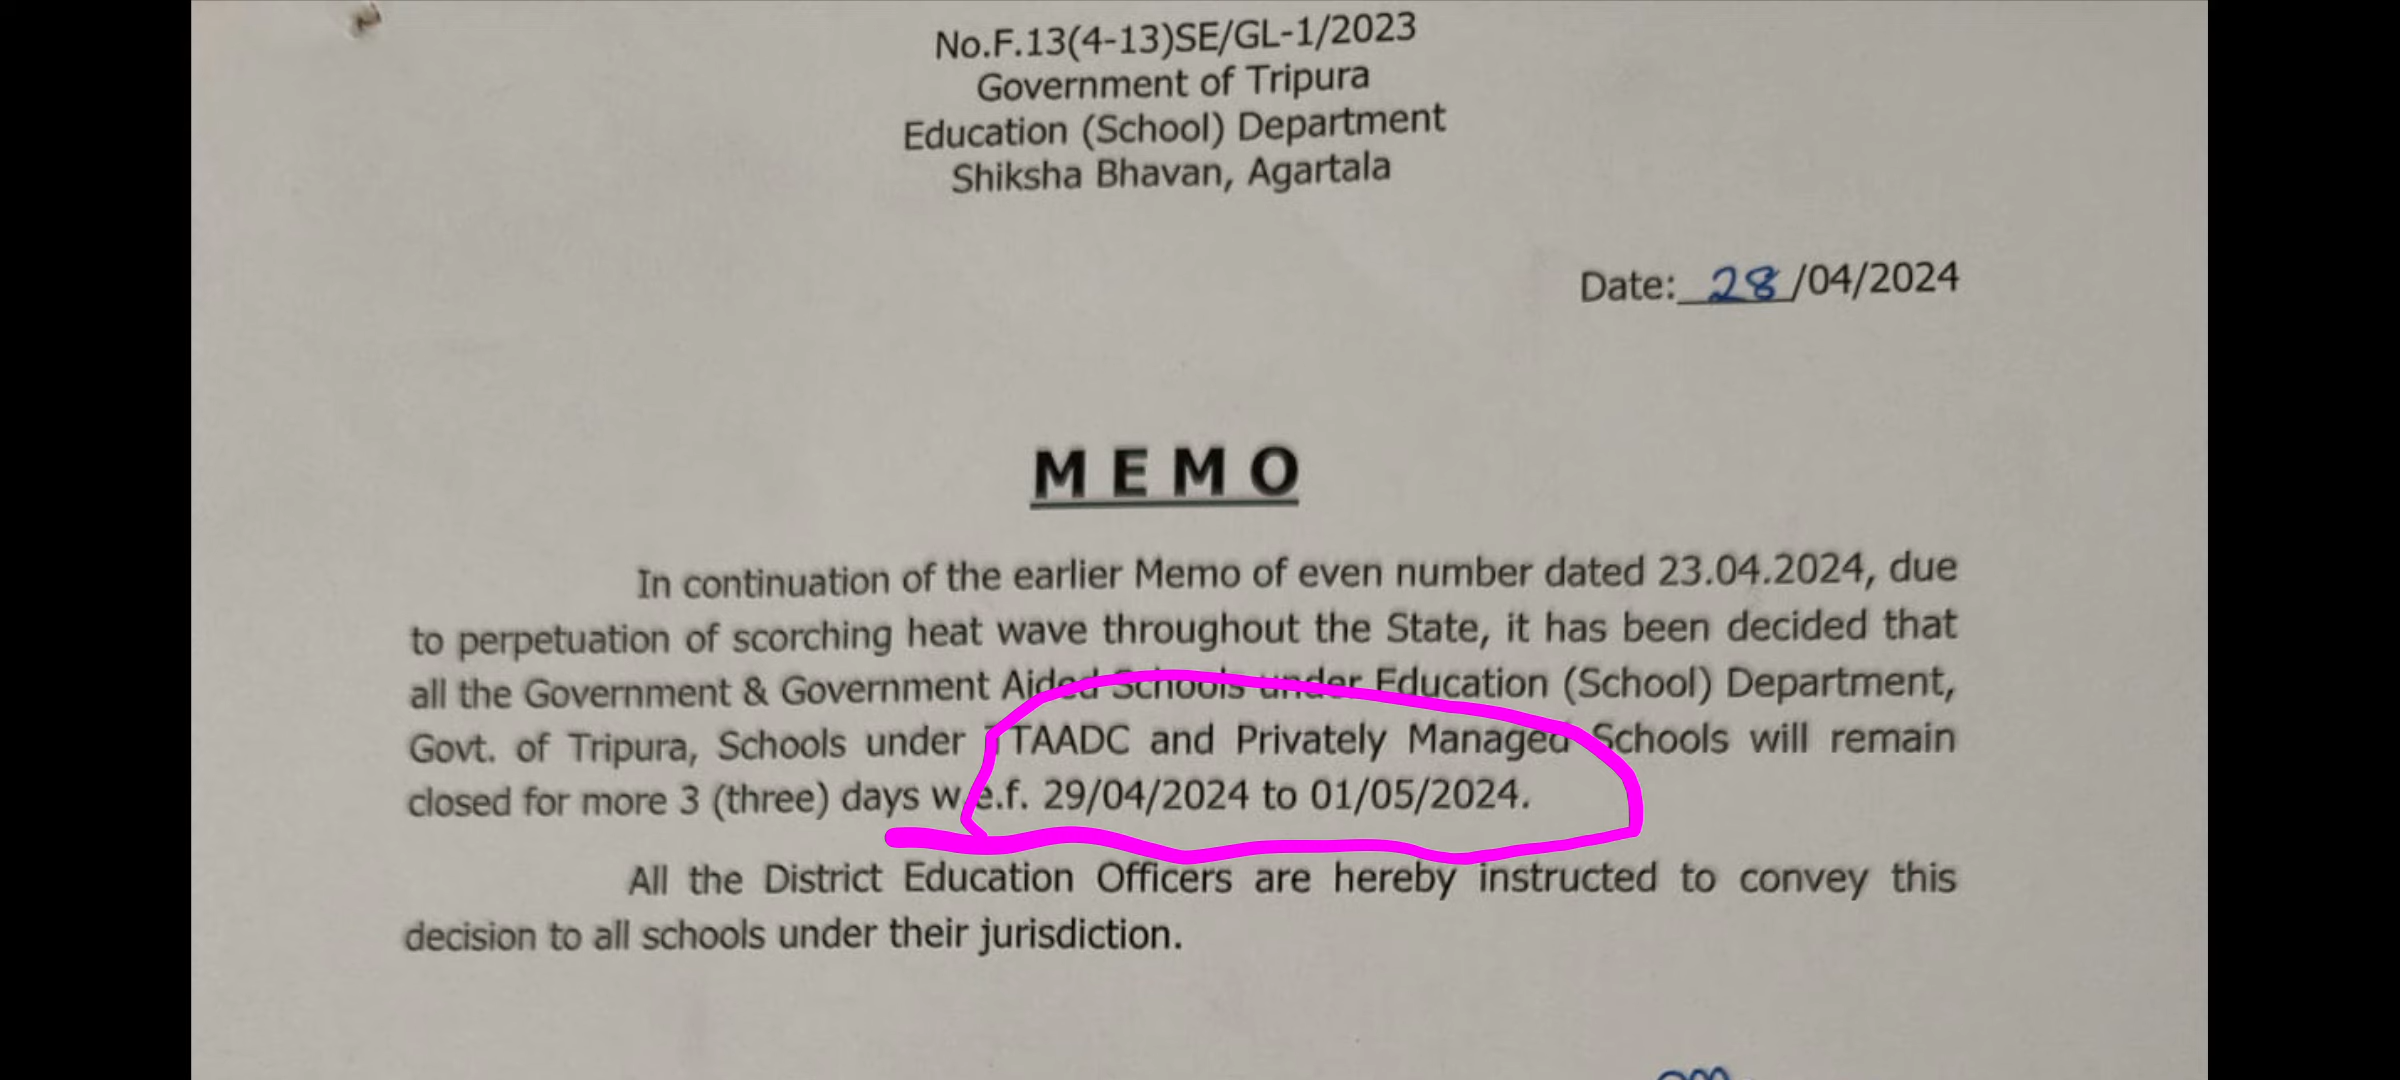 No.F.13(4-13)SE/GL-1/2023
Government of Tripura
Education (School) Department
Shiksha Bhavan, Agartala
Date: 28/04/2024
MEMO
In continuation of the earlier Memo of even number dated 23.04.2024, due
to perpetuation of scorching heat wave throughout the State, it has been decided that
all the Government & Government Aided Schools under Education (School) Department,
Govt. of Tripura, Schools under TTAADC and Privately Managed Schools will remain
closed for more 3 (three) days w.e.f. 29/04/2024 to 01/05/2024.
All the District Education Officers are hereby instructed to convey this
decision to all schools under their jurisdiction.